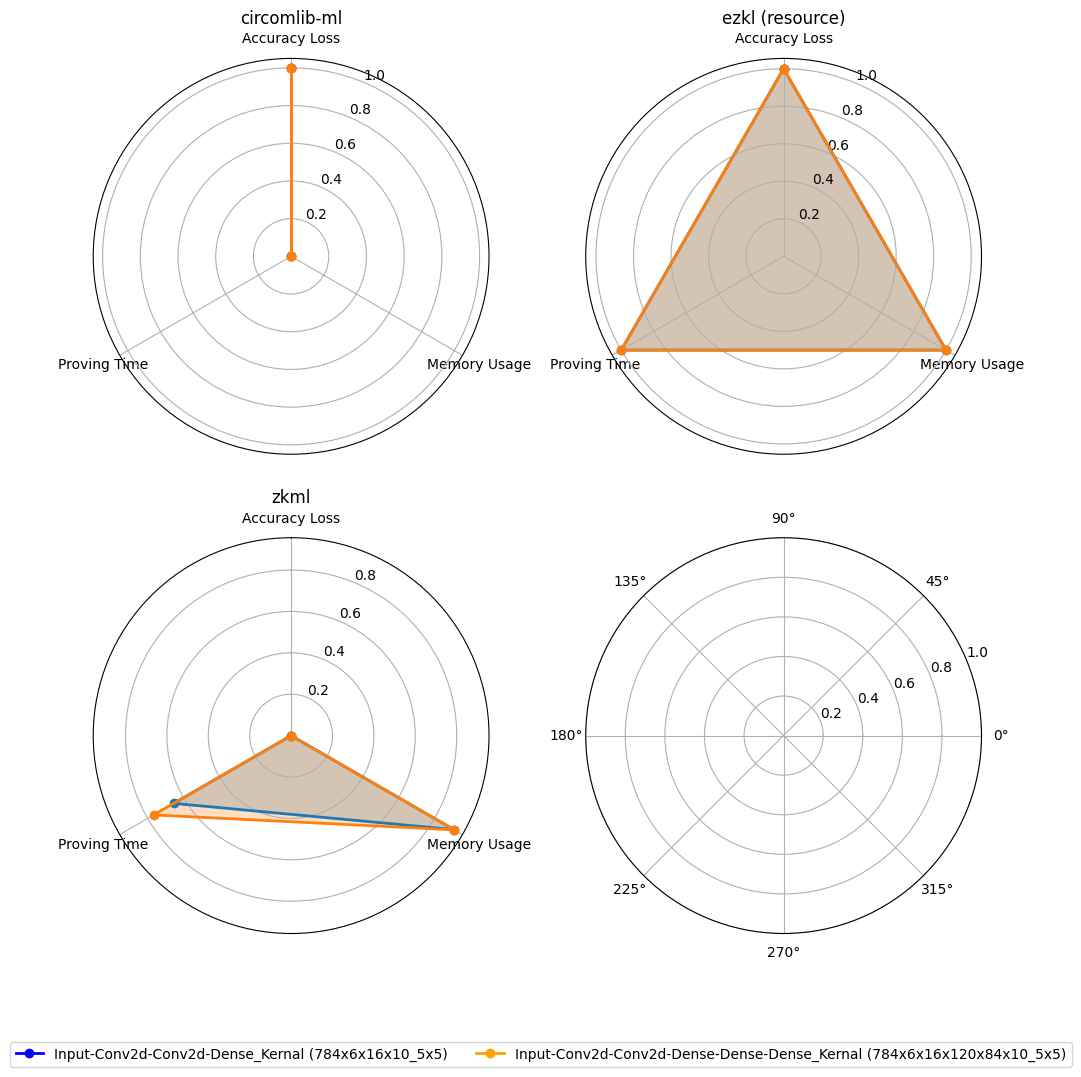 circomlib-ml
Accuracy Loss
1.0
0.8
0.6
0.4
0.2
Proving Time
Memory Usage
ezkl (resource)
Accuracy Loss
1.0
0.8
0.6
0.4
0.2
Proving Time
Memory Usage
zkml
Accuracy Loss
0.8
0.6
0.4
0.2
Proving Time
Memory Usage
90°
135°
45°
1.0
0.8
0.6
0.4
0.2
180°
0°
225°
315°
270°
Input-Conv2d-Conv2d-Dense_Kernal (784x6x16x10_5x5)
Input-Conv2d-Conv2d-Dense-Dense-Dense_Kernal (784x6x16x120x84x10_5x5)